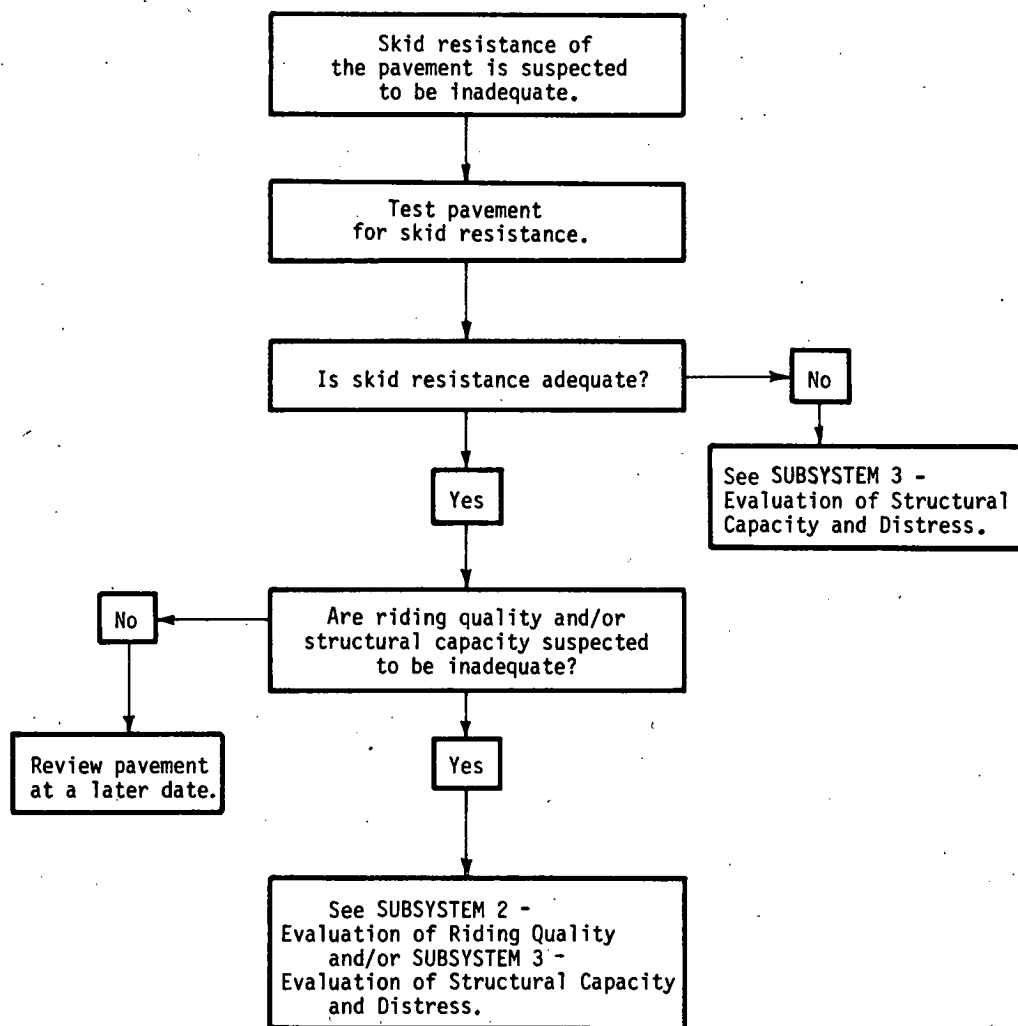 Skid resistance of
the pavement is suspected
to be inadequate.
Test pavement
for skid resistance.
Is skid resistance adequate?
No
See SUBSYSTEM 3 -
Evaluation of Structural
Capacity and Distress.
Yes
No
Are riding quality and/or
structural capacity suspected
to be inadequate?
Review pavement
at a later date.
Yes
See SUBSYSTEM 2 -
Evaluation of Riding Quality
and/or SUBSYSTEM 3 -
Evaluation of Structural Capacity
and Distress.